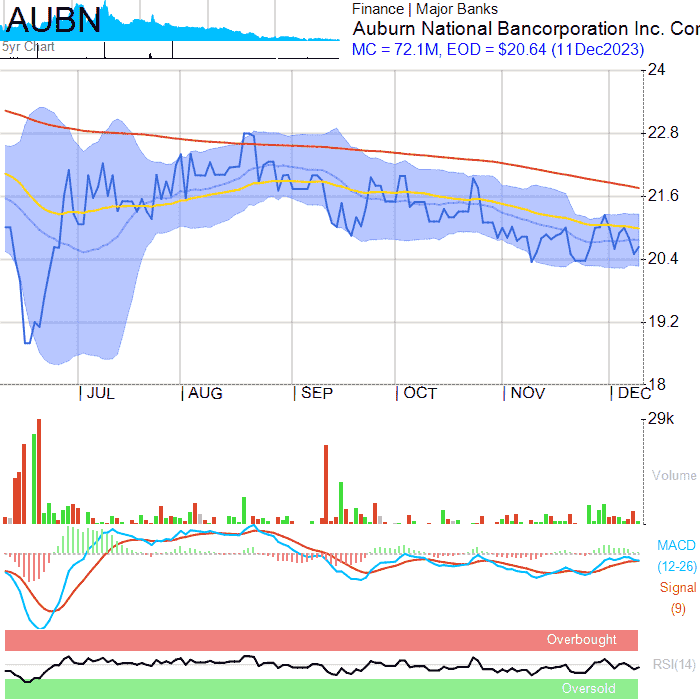 AUBN
5yr Chart
Finance | Major Banks
Auburn National Bancorporation Inc. Cor
MC = 72.1M, EOD = $20.64 (11Dec2023)
24
22.8
21.6
20.4
19.2
18
| JUL | AUG | SEP | OCT | NOV | DEC
29k
Volume
MACD
(12-26)
Signal
(9)
Overbought
RSI(14)
Oversold